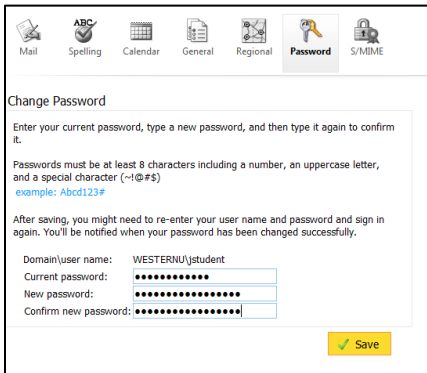 Mail Spelling Calendar General Regional Password S/MIME
ABC
Change Password
Enter your current password, type a new password, and then type it again to confirm
it.
Passwords must be at least 8 characters including a number, an uppercase letter,
and a special character (~!@#$)
example: Abcd123#
After saving, you might need to re-enter your user name and password and sign in
again. You'll be notified when your password has been changed successfully.
Domain\user name: WESTERNU\jstudent
Current password: ●●●●●●●●●●●●
New password: ●●●●●●●●●●●●●●●●●
Confirm new password: ●●●●●●●●●●●●●●●●●
Save